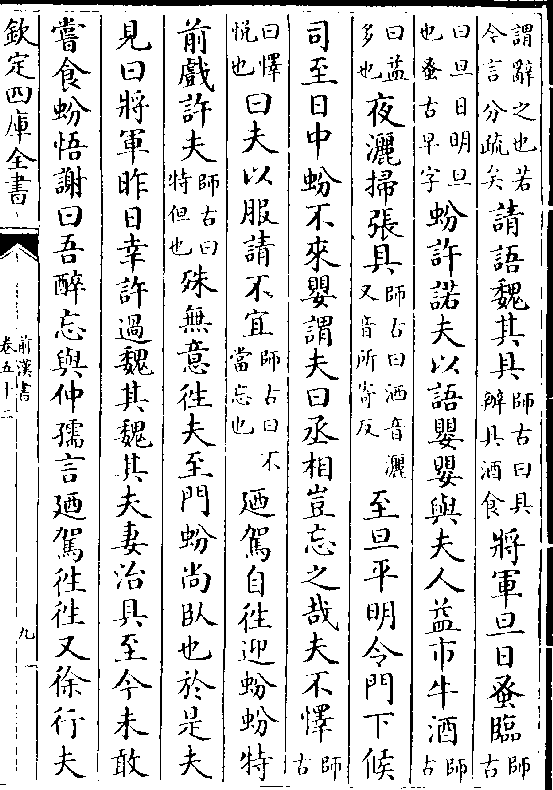 謂辭之也若今言分疏矣請語魏其具師古曰具辦具酒食將軍旦日蚤臨師古
曰旦日明旦也蚤古早字蚡許諾夫以語嬰嬰與夫人益市牛酒師古
曰益多也夜灑掃張具師古曰洒音灑又音所寄反至旦平明令門下候
司至日中蚡不來嬰謂夫曰丞相豈忘之哉夫不懌師古
曰懌悅也曰夫以服請不宜師古曰不當忘也迺駕自徃迎蚡蚡特
前戲許夫師古曰特但也殊無意徃夫至門蚡尚臥也於是夫
見曰將軍昨日幸許過魏其魏其夫妻治具至今未敢
嘗食蚡悟謝曰吾醉忘與仲孺言迺駕徃徃又徐行夫
欽定四庫全書
前漢書
卷五十二
九